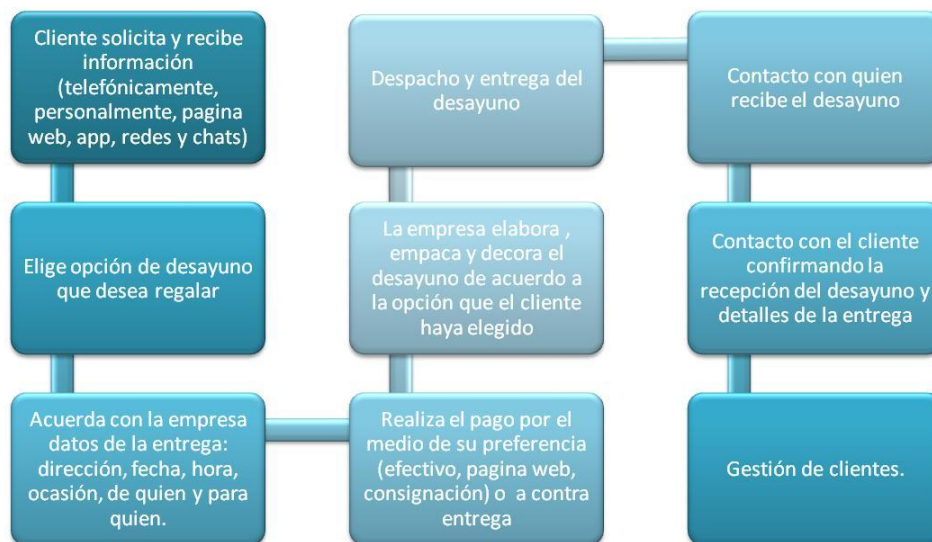 Cliente solicita y recibe
información
(telefónicamente,
personalmente, pagina
web, app, redes y chats)
Elige opción de desayuno
que desea regalar
Acuerda con la empresa
datos de la entrega:
dirección, fecha, hora,
ocasión, de quien y para
quien.
Realiza el pago por el
medio de su preferencia
(efectivo, pagina web,
consignación) o a contra
entrega
La empresa elabora ,
empaca y decora el
desayuno de acuerdo a
la opción que el cliente
haya elegido
Despacho y entrega del
desayuno
Contacto con quien
recibe el desayuno
Contacto con el cliente
confirmando la
recepción del desayuno y
detalles de la entrega
Gestión de clientes.